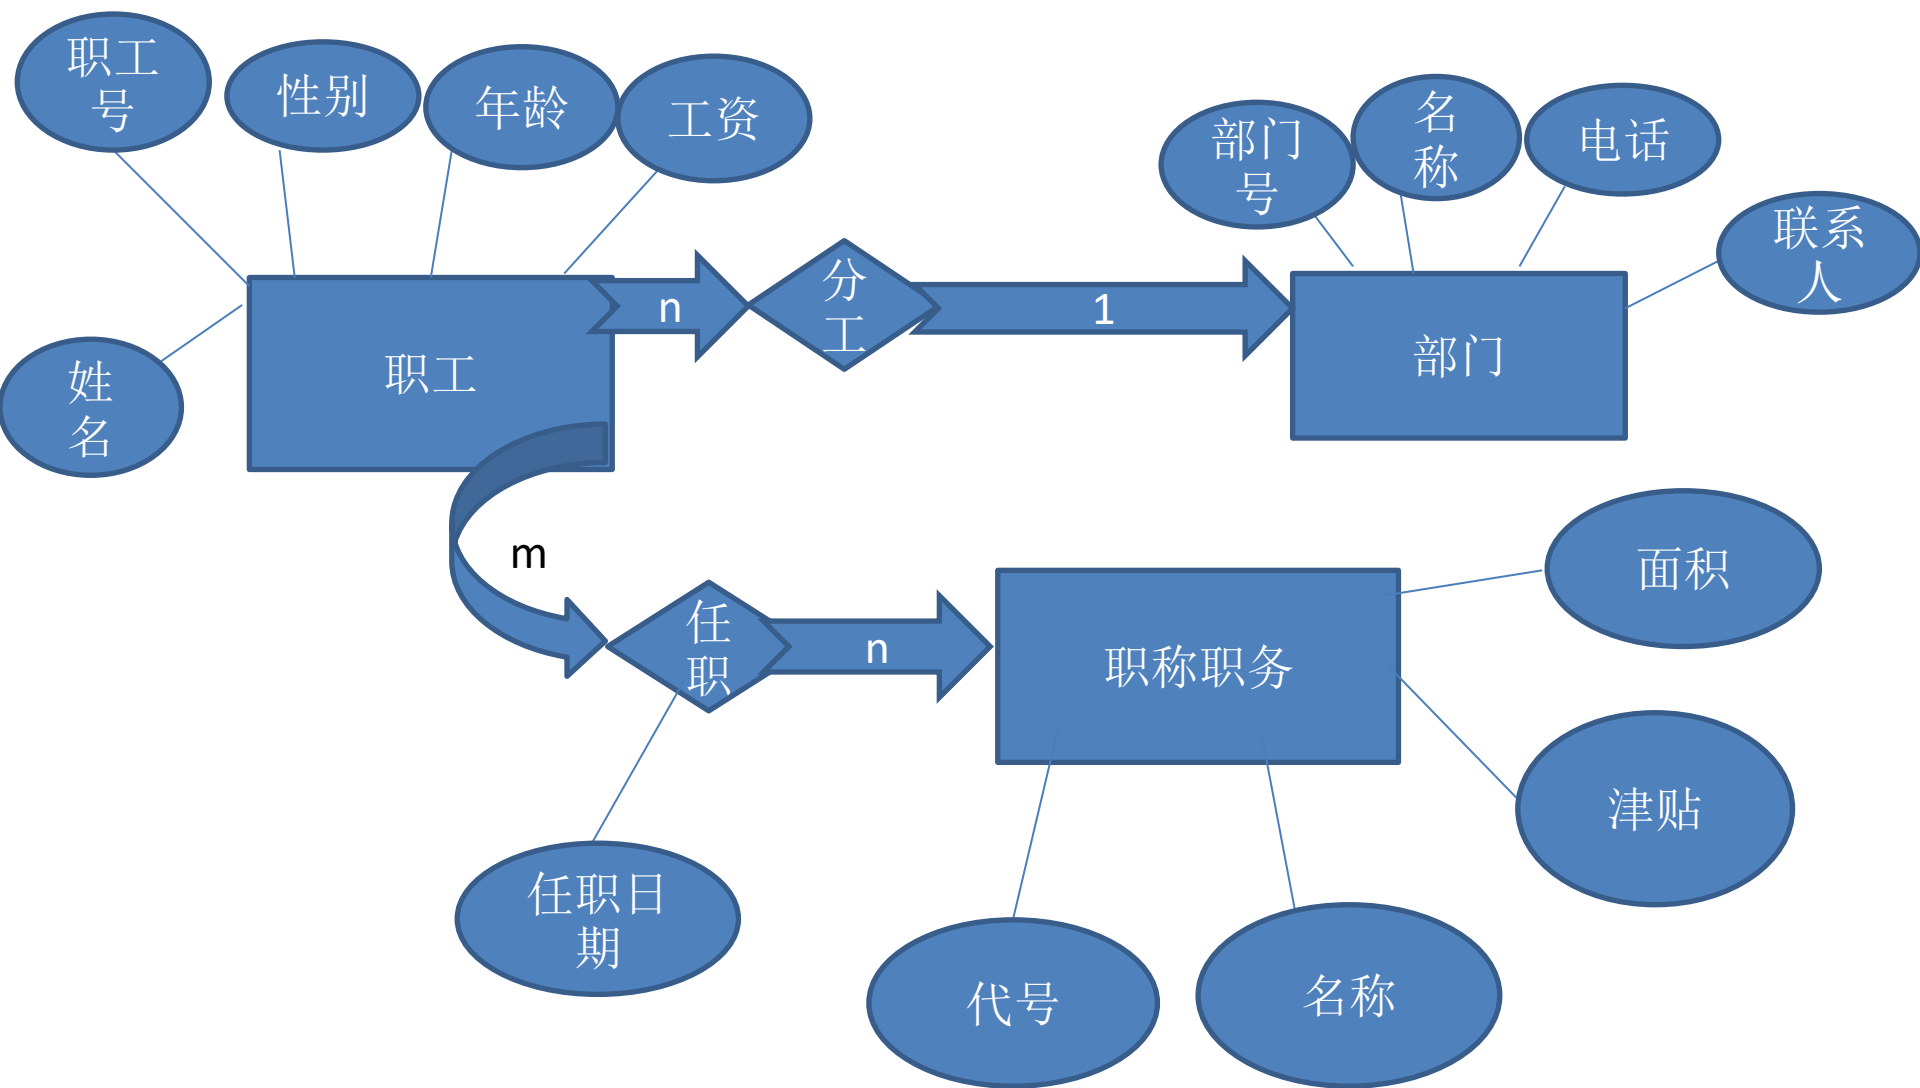 职工
号
性别
年龄
工资
部门
号
名
称
电话
联系
人
姓
名
职工
n
分
工
1
部门
m
任
职
n
职称职务
面积
津贴
任职日
期
代号
名称